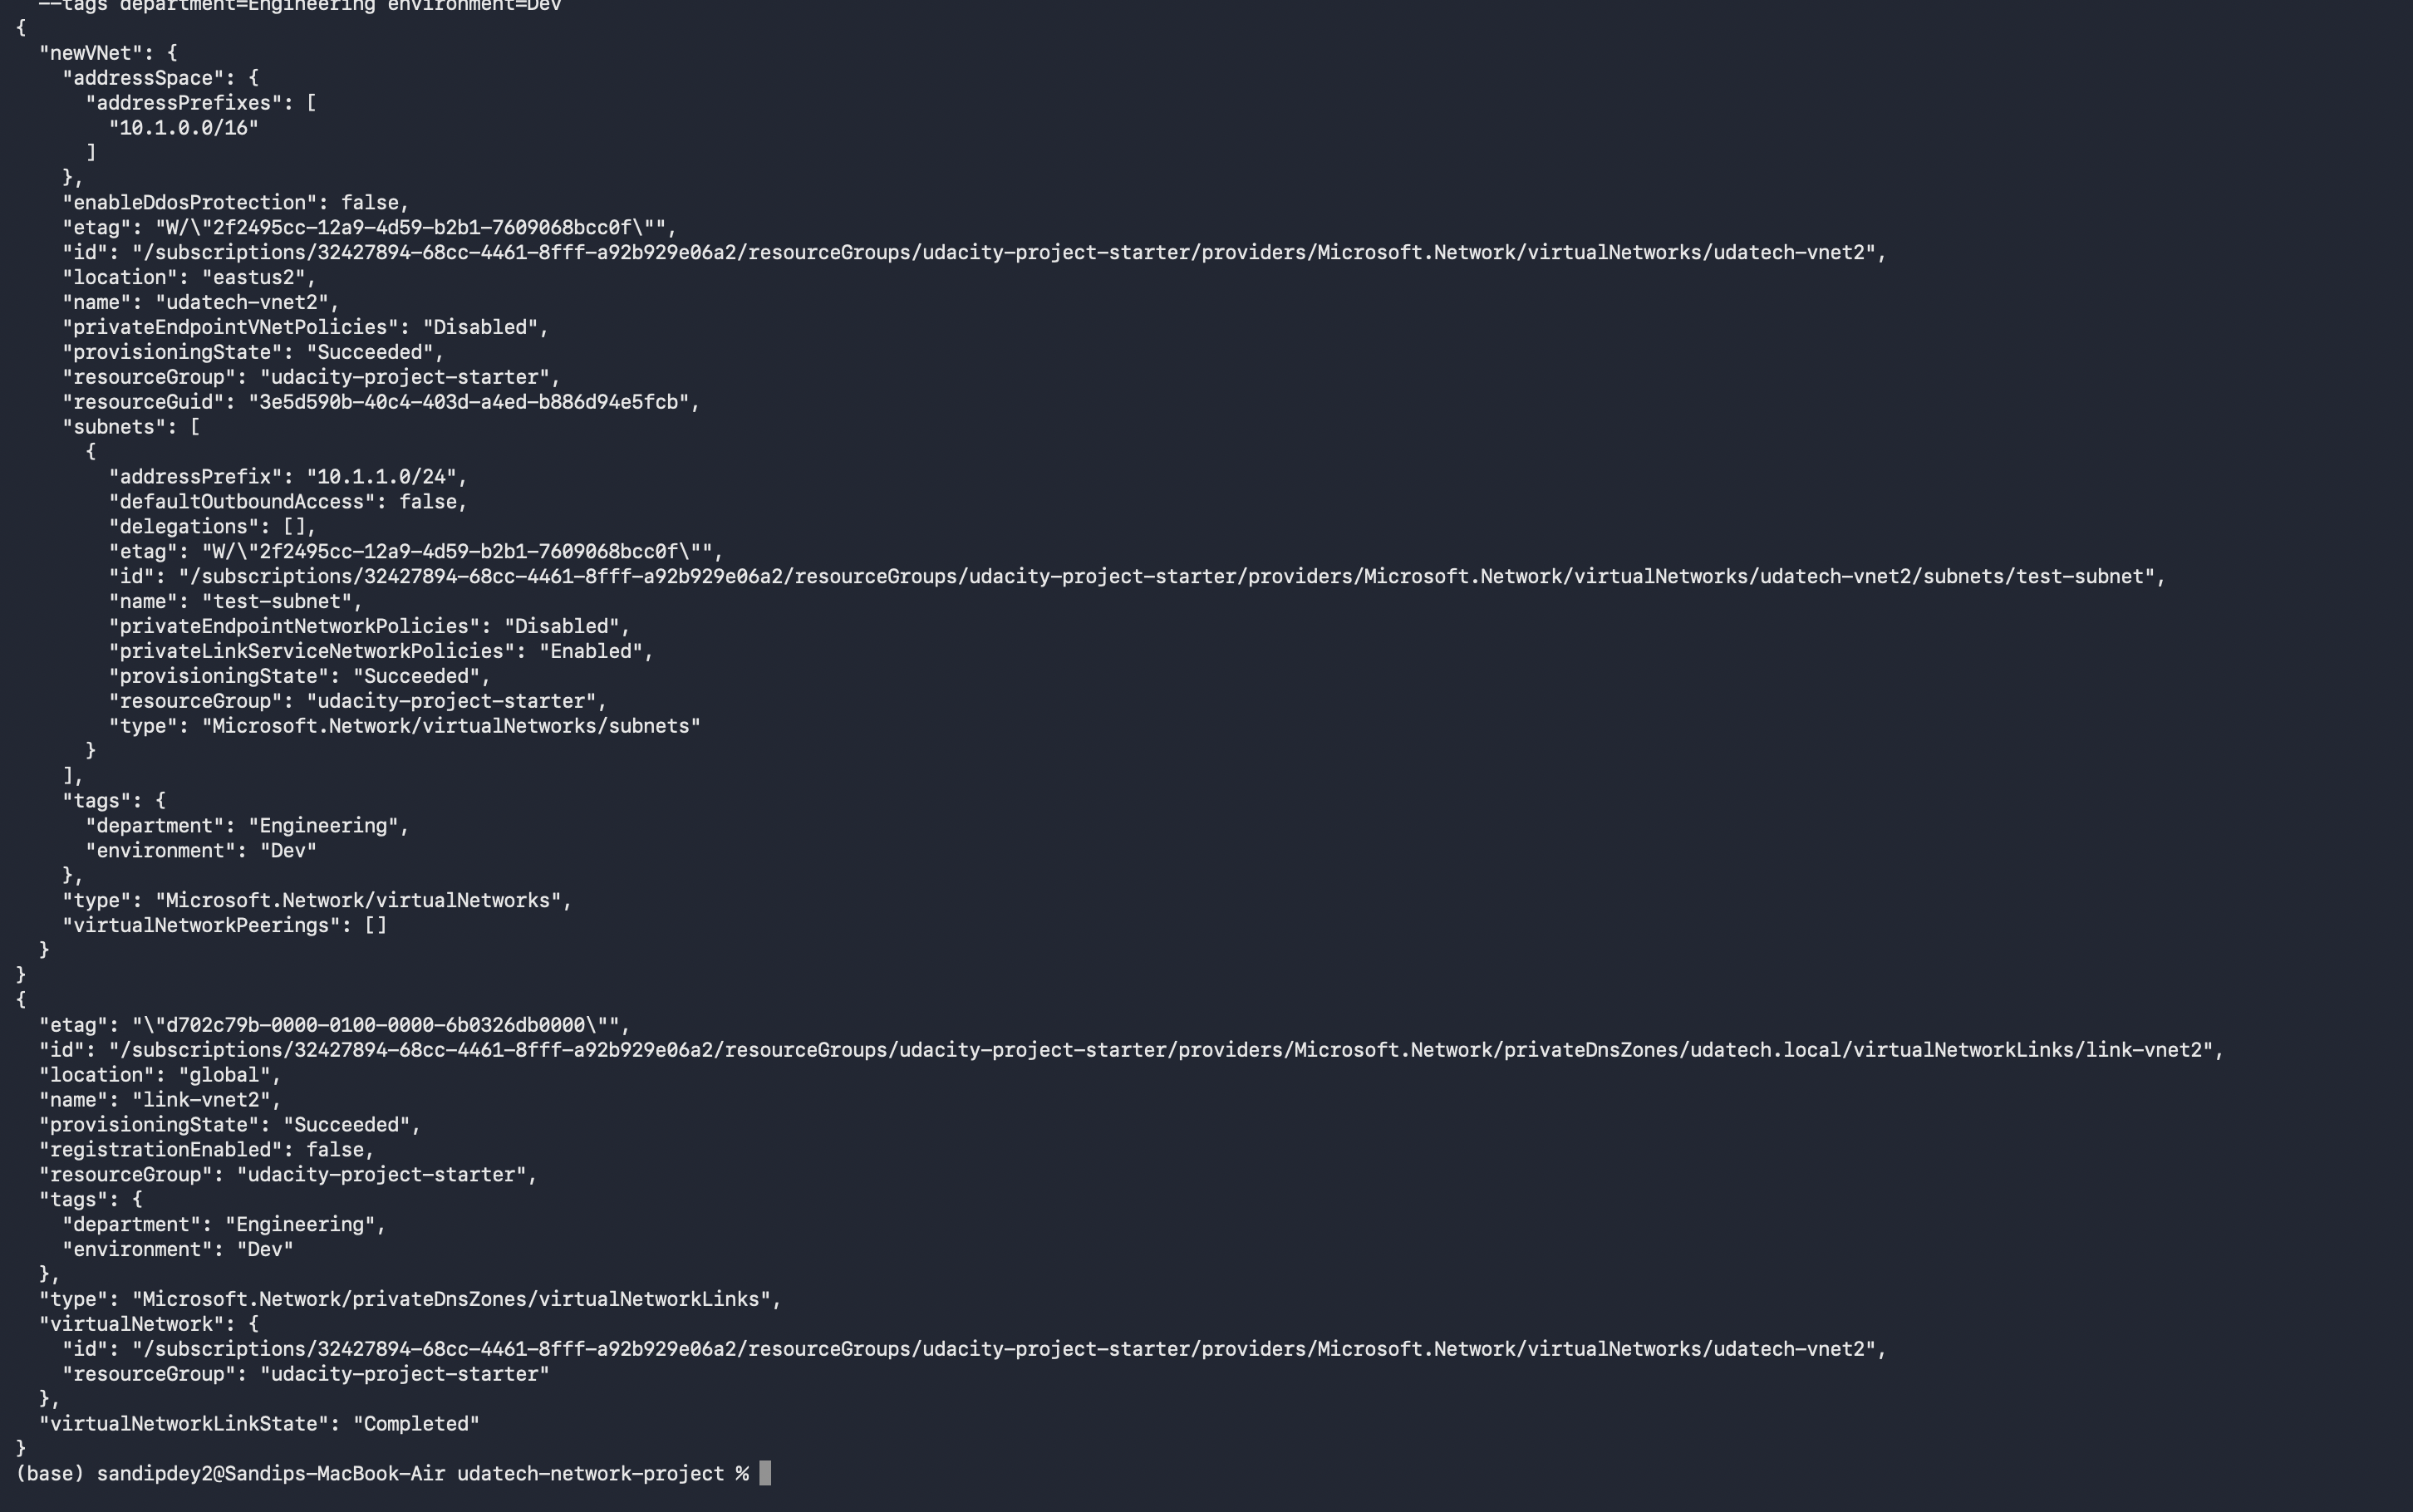 --tags department=Engineering environment=Dev
{
  "newVNet": {
    "addressSpace": {
      "addressPrefixes": [
        "10.1.0.0/16"
      ]
    },
    "enableDdosProtection": false,
    "etag": "W/\"2f2495cc-12a9-4d59-b2b1-7609068bcc0f\"",
    "id": "/subscriptions/32427894-68cc-4461-8fff-a92b929e06a2/resourceGroups/udacity-project-starter/providers/Microsoft.Network/virtualNetworks/udatech-vnet2",
    "location": "eastus2",
    "name": "udatech-vnet2",
    "privateEndpointVNetPolicies": "Disabled",
    "provisioningState": "Succeeded",
    "resourceGroup": "udacity-project-starter",
    "resourceGuid": "3e5d590b-40c4-403d-a4ed-b886d94e5fcb",
    "subnets": [
      {
        "addressPrefix": "10.1.1.0/24",
        "defaultOutboundAccess": false,
        "delegations": [],
        "etag": "W/\"2f2495cc-12a9-4d59-b2b1-7609068bcc0f\"",
        "id": "/subscriptions/32427894-68cc-4461-8fff-a92b929e06a2/resourceGroups/udacity-project-starter/providers/Microsoft.Network/virtualNetworks/udatech-vnet2/subnets/test-subnet",
        "name": "test-subnet",
        "privateEndpointNetworkPolicies": "Disabled",
        "privateLinkServiceNetworkPolicies": "Enabled",
        "provisioningState": "Succeeded",
        "resourceGroup": "udacity-project-starter",
        "type": "Microsoft.Network/virtualNetworks/subnets"
      }
    ],
    "tags": {
      "department": "Engineering",
      "environment": "Dev"
    },
    "type": "Microsoft.Network/virtualNetworks",
    "virtualNetworkPeerings": []
  }
}
{
  "etag": "\"d702c79b-0000-0100-0000-6b0326db0000\"",
  "id": "/subscriptions/32427894-68cc-4461-8fff-a92b929e06a2/resourceGroups/udacity-project-starter/providers/Microsoft.Network/privateDnsZones/udatech.local/virtualNetworkLinks/link-vnet2",
  "location": "global",
  "name": "link-vnet2",
  "provisioningState": "Succeeded",
  "registrationEnabled": false,
  "resourceGroup": "udacity-project-starter",
  "tags": {
    "department": "Engineering",
    "environment": "Dev"
  },
  "type": "Microsoft.Network/privateDnsZones/virtualNetworkLinks",
  "virtualNetwork": {
    "id": "/subscriptions/32427894-68cc-4461-8fff-a92b929e06a2/resourceGroups/udacity-project-starter/providers/Microsoft.Network/virtualNetworks/udatech-vnet2",
    "resourceGroup": "udacity-project-starter"
  },
  "virtualNetworkLinkState": "Completed"
}
(base) sandipdey2@Sandips-MacBook-Air udatech-network-project %